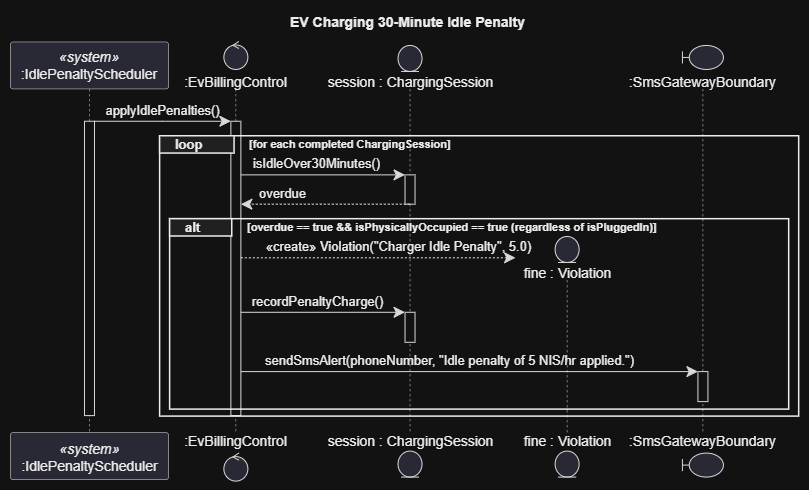 EV Charging 30-Minute Idle Penalty
«system»
:IdlePenaltyScheduler
:EvBillingControl
session : ChargingSession
:SmsGatewayBoundary
applyIdlePenalties()
loop
[for each completed ChargingSession]
isIdleOver30Minutes()
overdue
alt
[overdue == true && isPhysicallyOccupied == true (regardless of isPluggedIn)]
«create» Violation("Charger Idle Penalty", 5.0)
fine : Violation
recordPenaltyCharge()
sendSmsAlert(phoneNumber, "Idle penalty of 5 NIS/hr applied.")
«system»
:IdlePenaltyScheduler
:EvBillingControl
session : ChargingSession
fine : Violation
:SmsGatewayBoundary